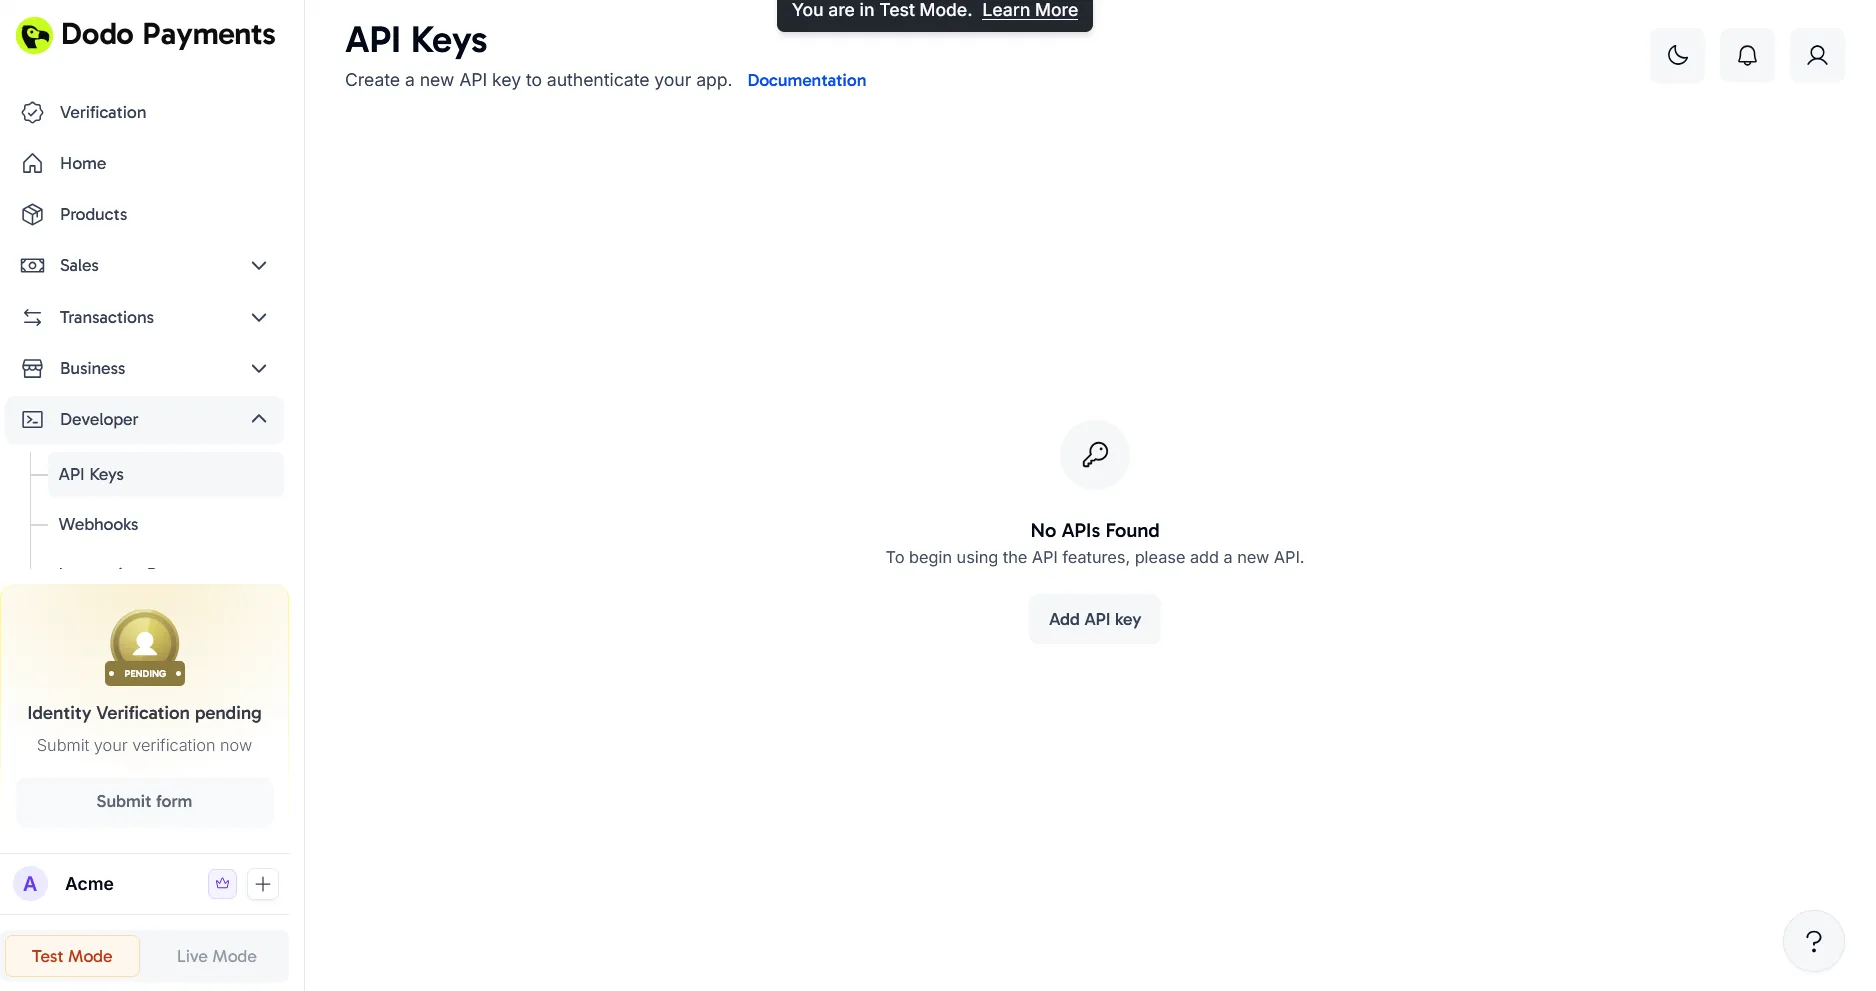 Dodo Payments
Verification
Home
Products
Sales
Transactions
Business
Developer
API Keys
Webhooks
PENDING
Identity Verification pending
Submit your verification now
Submit form
A
Acme
Test Mode
Live Mode
You are in Test Mode. Learn More
API Keys
Create a new API key to authenticate your app. Documentation
No APIs Found
To begin using the API features, please add a new API.
Add API key
?